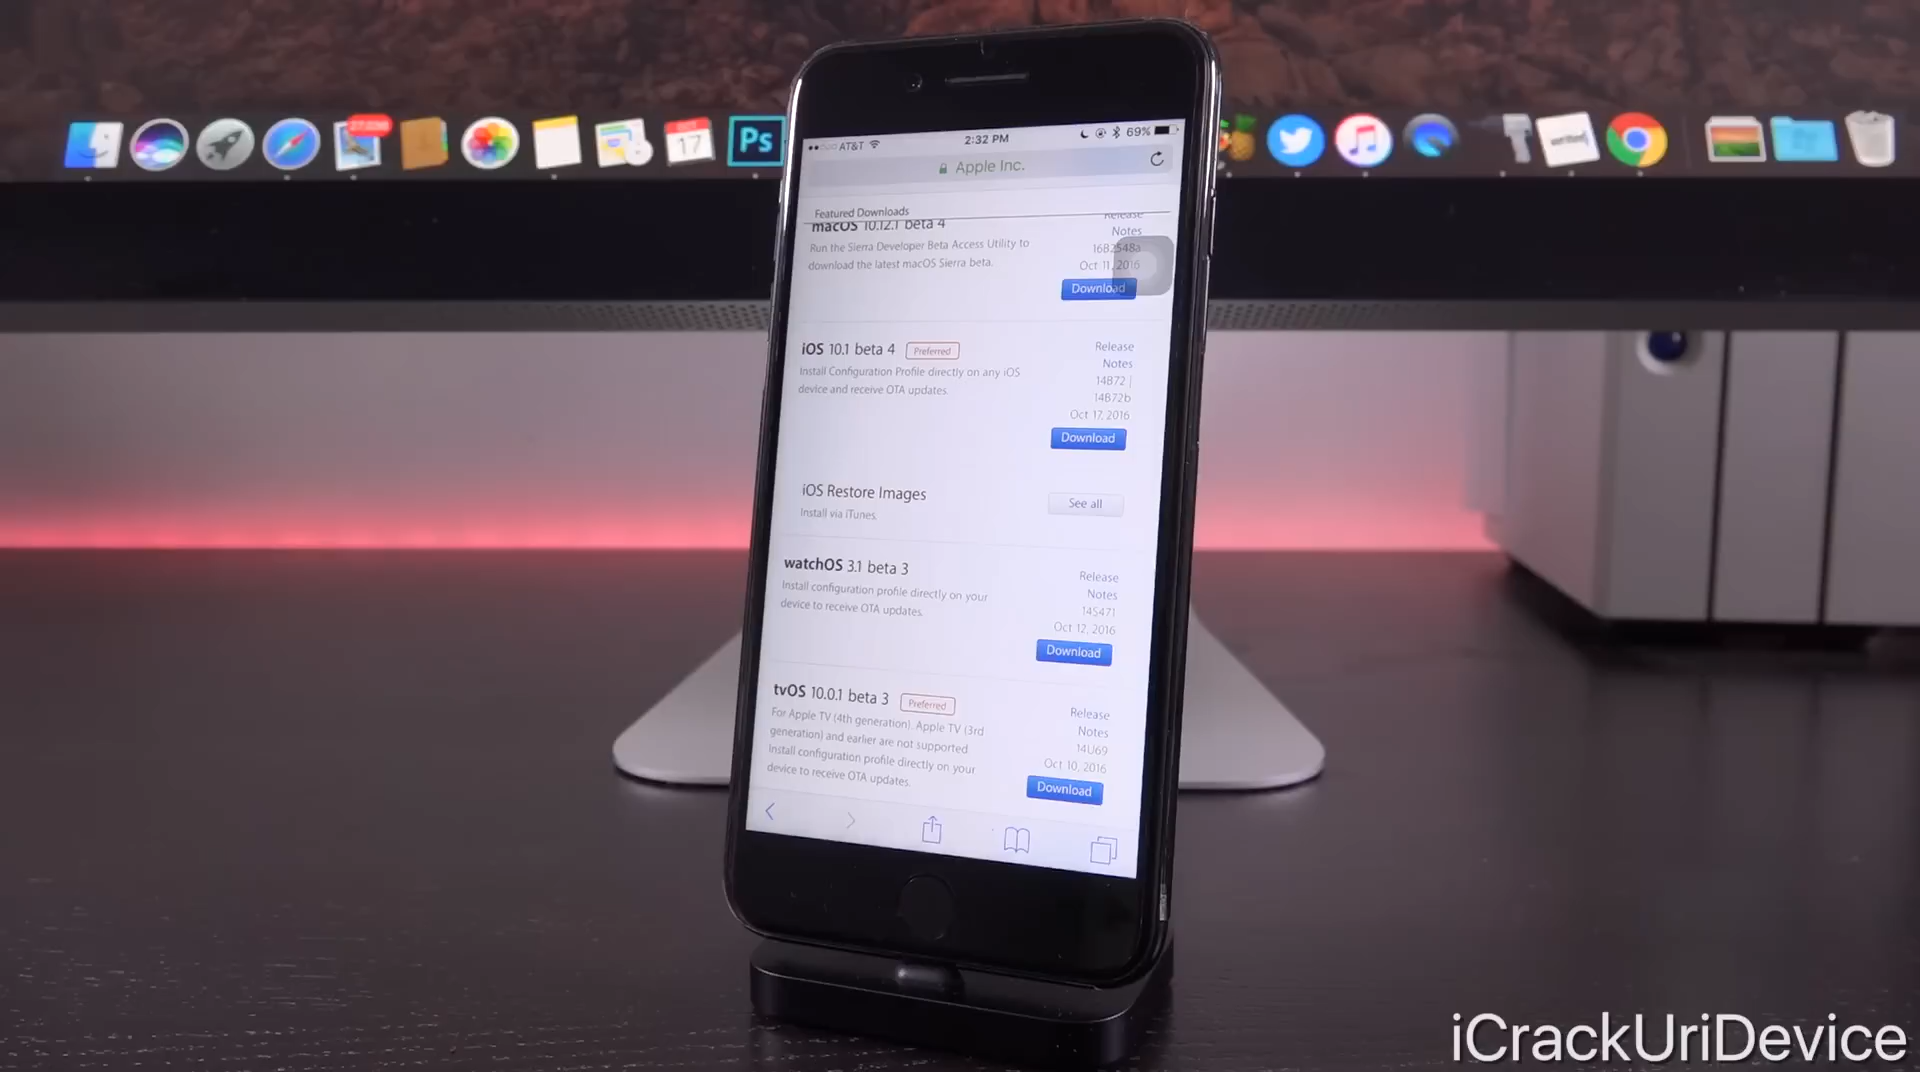 27,236
OCT
17
Ps
AT&T
2:32 PM
69%
Apple Inc.
Featured Downloads
macOS 10.12.1 beta 4
Run the Sierra Developer Beta Access Utility to
download the latest macOS Sierra beta.
Release
Notes
16B2548a
Oct 11, 2016
Download
iOS 10.1 beta 4
Preferred
Install Configuration Profile directly on any iOS
device and receive OTA updates.
Release
Notes
14B72 |
14B72b
Oct 17, 2016
Download
iOS Restore Images
Install via iTunes.
See all
watchOS 3.1 beta 3
Install configuration profile directly on your
device to receive OTA updates.
Release
Notes
14S471
Oct 12, 2016
Download
tvOS 10.0.1 beta 3
Preferred
For Apple TV (4th generation). Apple TV (3rd
generation) and earlier are not supported
Install configuration profile directly on your
device to receive OTA updates.
Release
Notes
14U69
Oct 10, 2016
Download
iCrackUriDevice